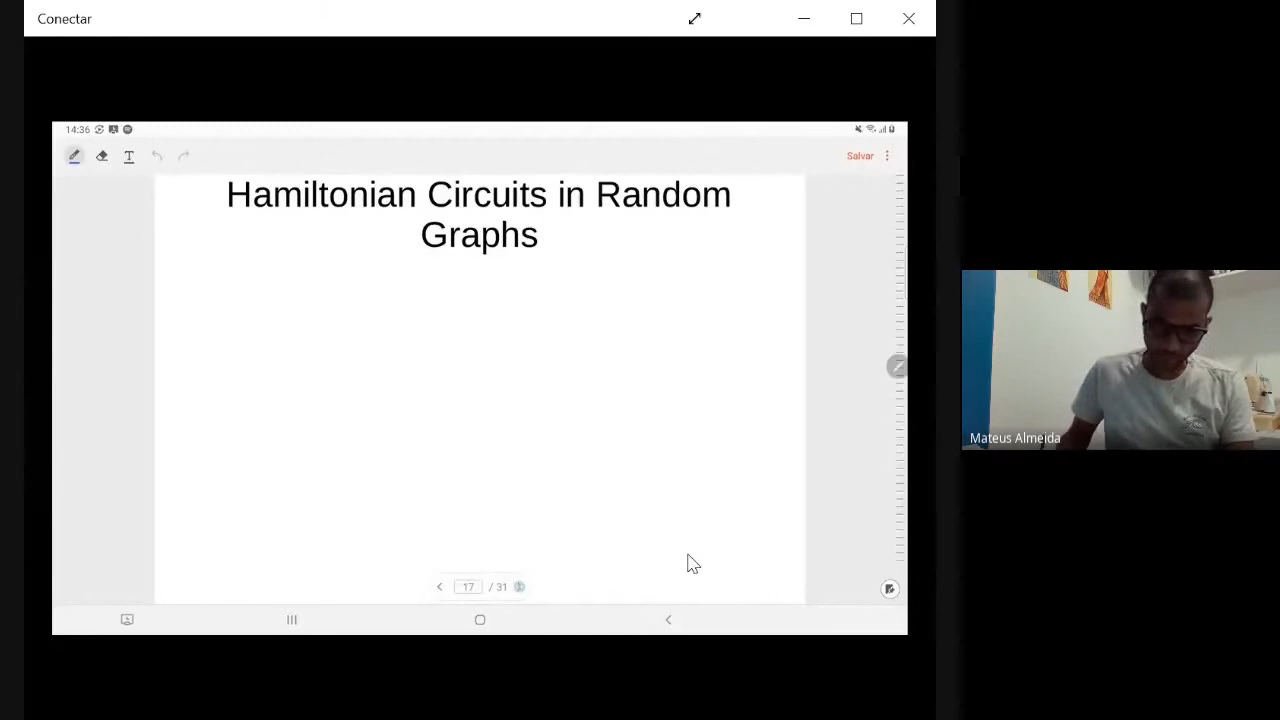 Conectar
14:36
Salvar
Hamiltonian Circuits in Random
Graphs
17 / 31
Mateus Almeida